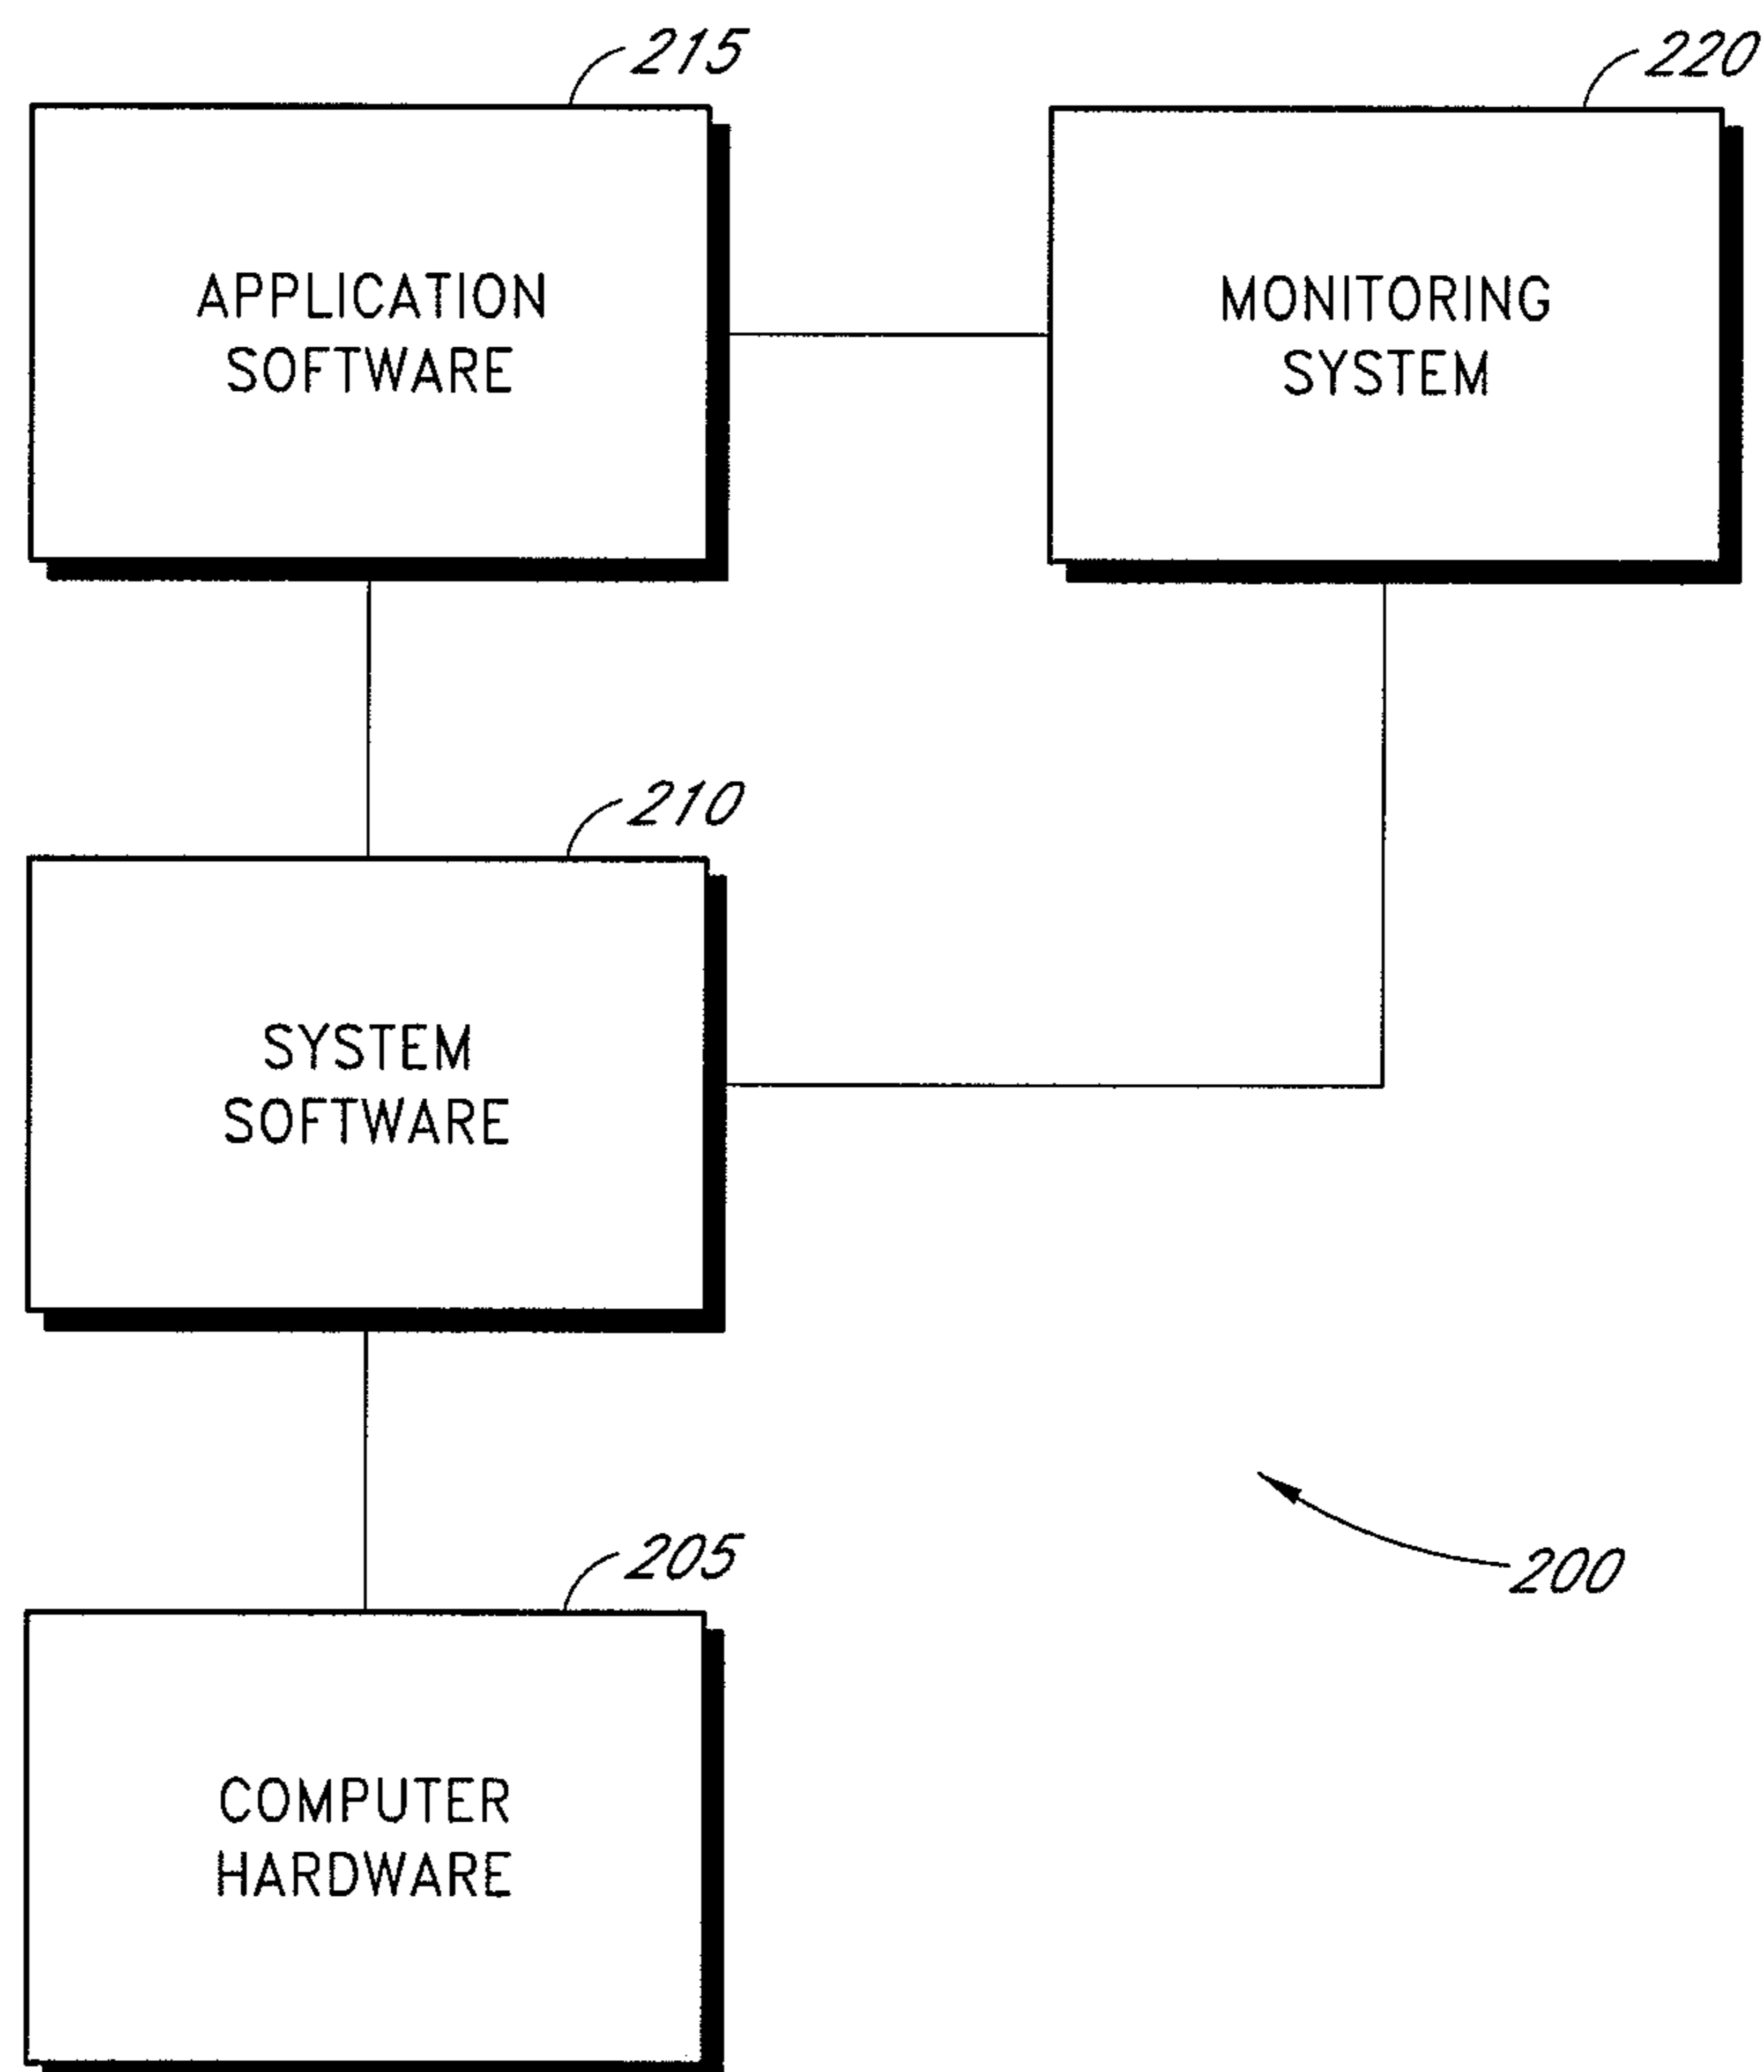 215
220
APPLICATION
SOFTWARE
MONITORING
SYSTEM
210
SYSTEM
SOFTWARE
205
200
COMPUTER
HARDWARE